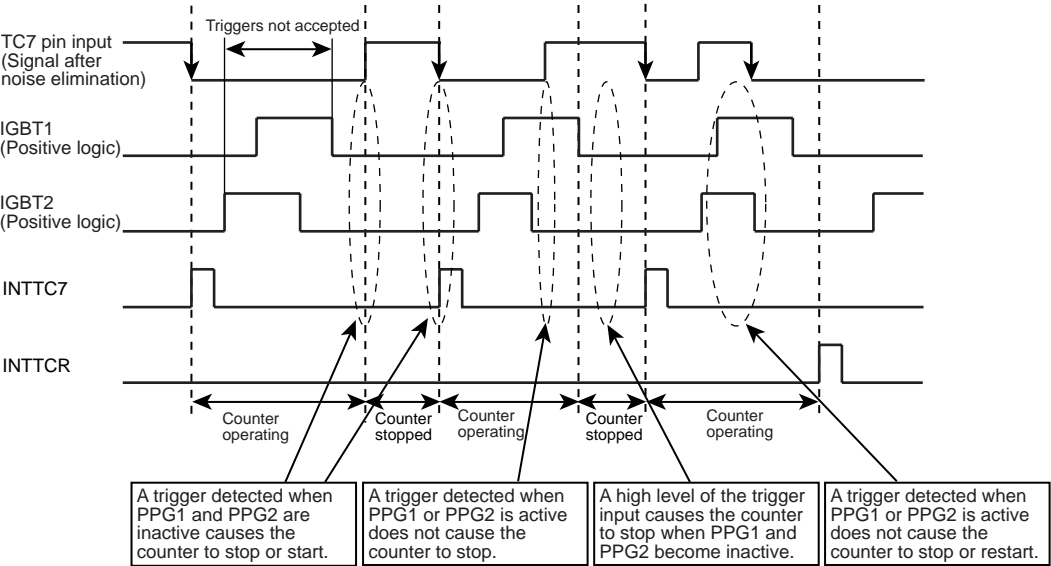 Triggers not accepted
TC7 pin input
(Signal after
noise elimination)
IGBT1
(Positive logic)
IGBT2
(Positive logic)
INTTC7
INTTCR
Counter
operating
Counter
stopped
Counter
operating
Counter
stopped
Counter
operating
A trigger detected when
PPG1 and PPG2 are
inactive causes the
counter to stop or start.
A trigger detected when
PPG1 or PPG2 is active
does not cause the
counter to stop.
A high level of the trigger
input causes the counter
to stop when PPG1 and
PPG2 become inactive.
A trigger detected when
PPG1 or PPG2 is active
does not cause the
counter to stop or restart.